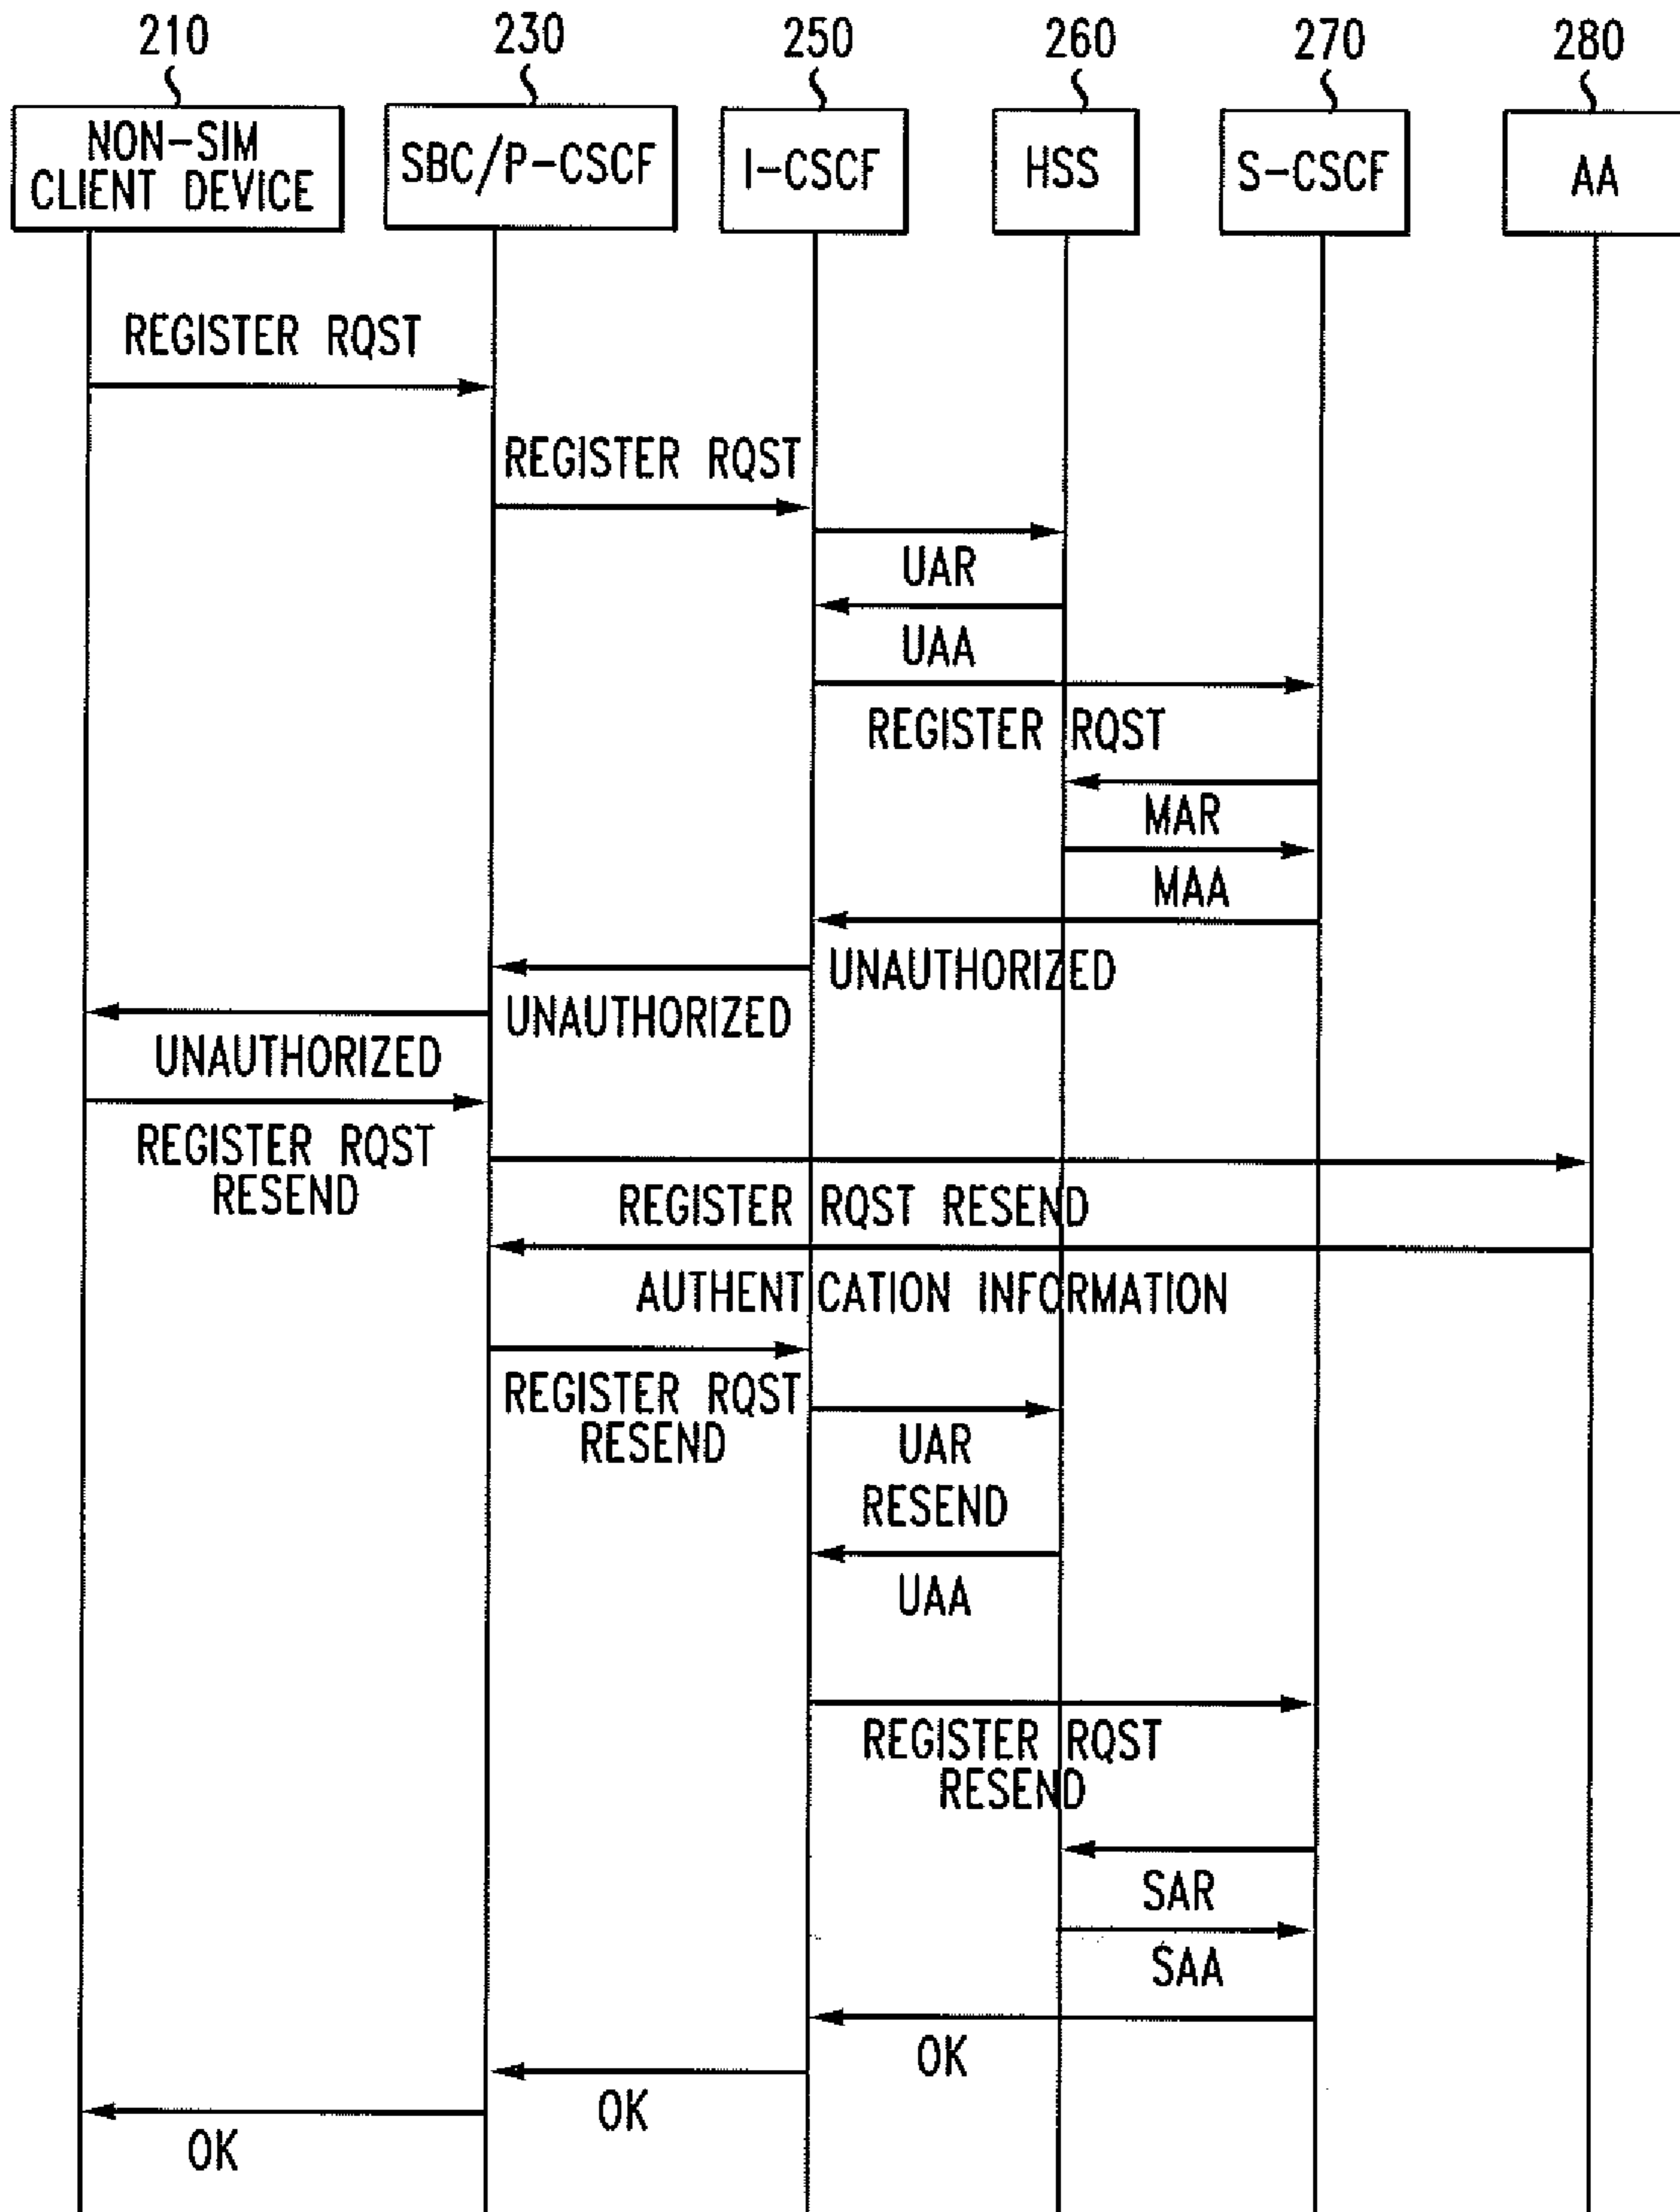 210
230
250
260
270
280
NON-SIM
CLIENT DEVICE
SBC/P-CSCF
I-CSCF
HSS
S-CSCF
AA
REGISTER RQST
REGISTER RQST
UAR
UAA
REGISTER RQST
MAR
MAA
UNAUTHORIZED
UNAUTHORIZED
UNAUTHORIZED
REGISTER RQST
RESEND
REGISTER RQST RESEND
AUTHENTICATION INFORMATION
REGISTER RQST
RESEND
UAR
RESEND
UAA
REGISTER RQST
RESEND
SAR
SAA
OK
OK
OK